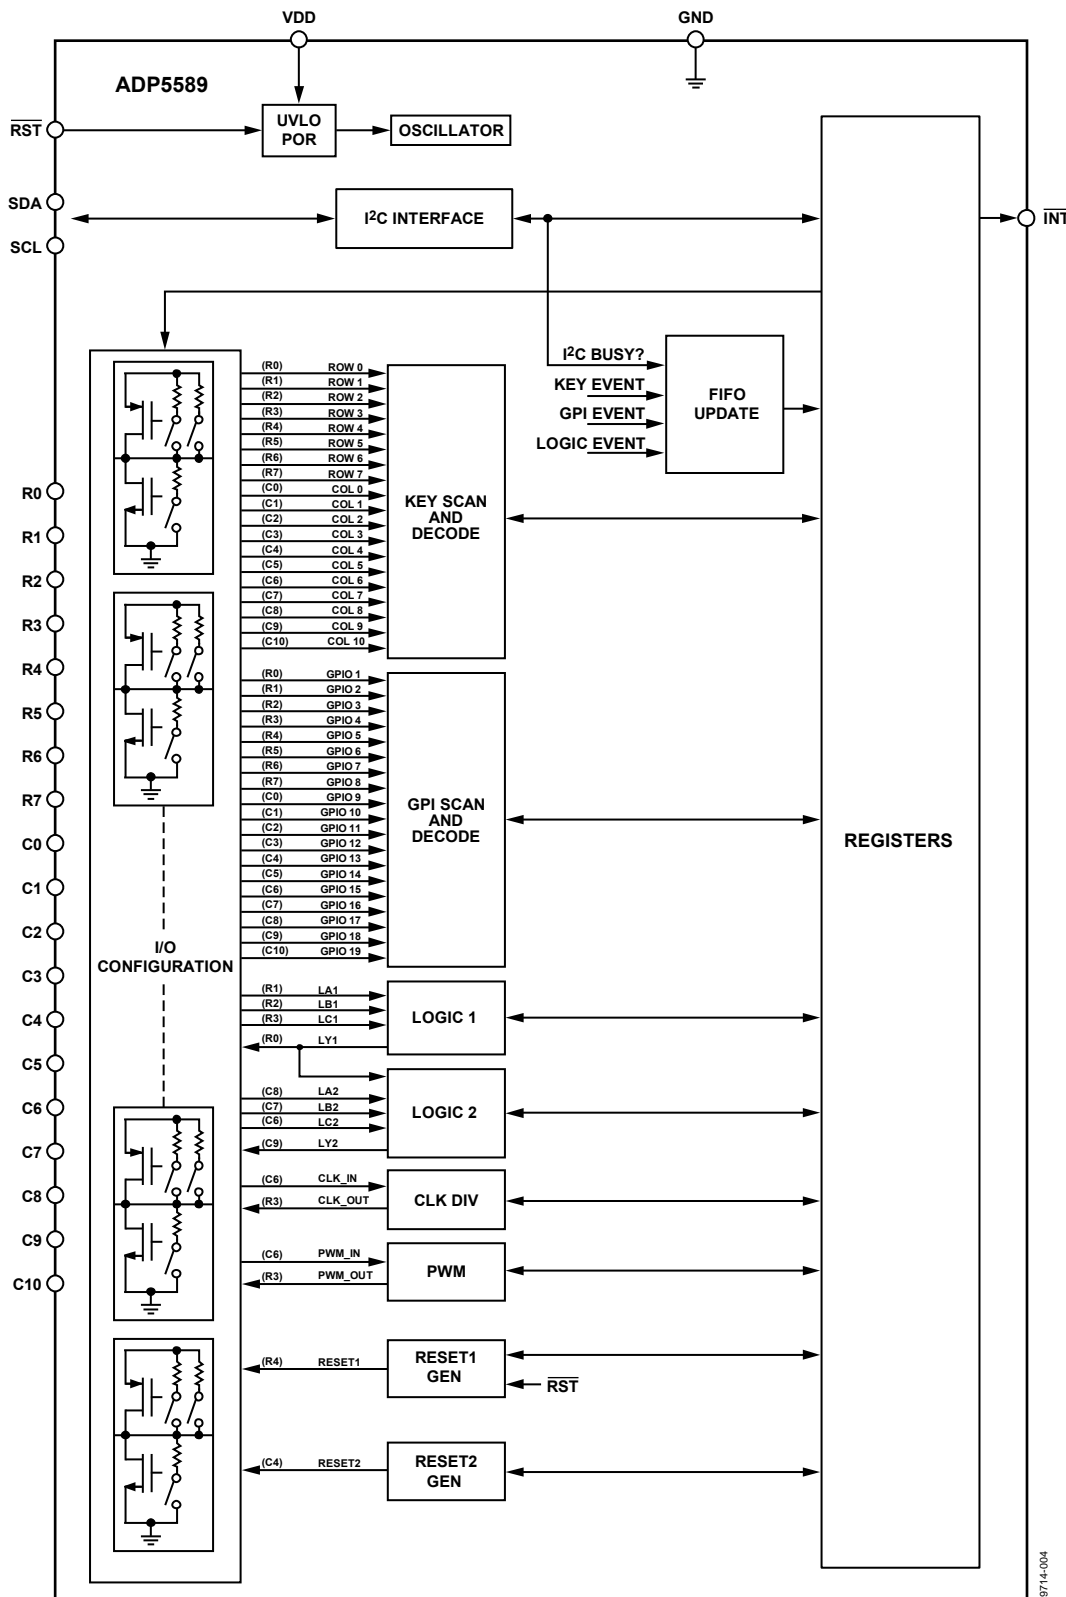 VDD
GND
ADP5589
RST
UVLO
POR
OSCILLATOR
SDA
SCL
I2C INTERFACE
INT
I2C BUSY?
KEY EVENT
GPI EVENT
LOGIC EVENT
FIFO
UPDATE
(R0) ROW 0
(R1) ROW 1
(R2) ROW 2
(R3) ROW 3
(R4) ROW 4
(R5) ROW 5
(R6) ROW 6
(R7) ROW 7
(C0) COL 0
(C1) COL 1
(C2) COL 2
(C3) COL 3
(C4) COL 4
(C5) COL 5
(C6) COL 6
(C7) COL 7
(C8) COL 8
(C9) COL 9
(C10) COL 10
KEY SCAN
AND
DECODE
R0
R1
R2
R3
R4
R5
R6
R7
C0
C1
C2
C3
C4
C5
C6
C7
C8
C9
C10
(R0) GPIO 1
(R1) GPIO 2
(R2) GPIO 3
(R3) GPIO 4
(R4) GPIO 5
(R5) GPIO 6
(R6) GPIO 7
(R7) GPIO 8
(C0) GPIO 9
(C1) GPIO 10
(C2) GPIO 11
(C3) GPIO 12
(C4) GPIO 13
(C5) GPIO 14
(C6) GPIO 15
(C7) GPIO 16
(C8) GPIO 17
(C9) GPIO 18
(C10) GPIO 19
GPI SCAN
AND
DECODE
REGISTERS
I/O
CONFIGURATION
(R1) LA1
(R2) LB1
(R3) LC1
(R0) LY1
LOGIC 1
(C8) LA2
(C7) LB2
(C6) LC2
(C9) LY2
LOGIC 2
(C6) CLK_IN
(R3) CLK_OUT
CLK DIV
(C6) PWM_IN
(R3) PWM_OUT
PWM
(R4) RESET1
RESET1
GEN
RST
(C4) RESET2
RESET2
GEN
9714-004